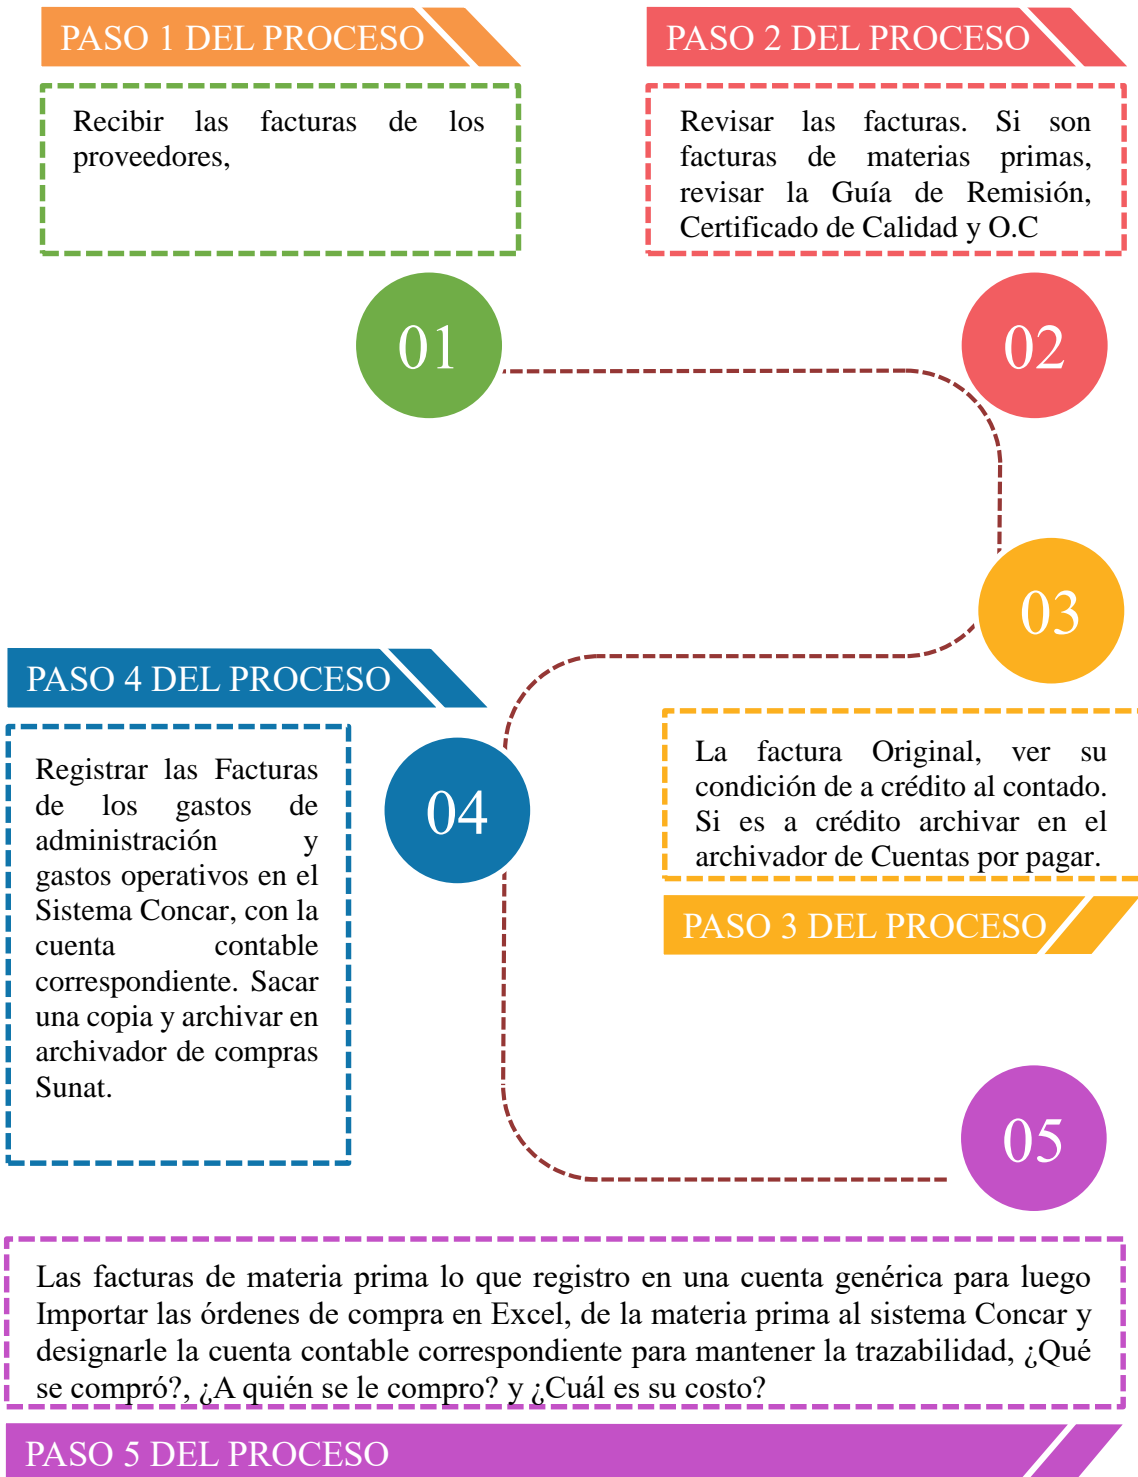 PASO 1 DEL PROCESO
Recibir las facturas de los
proveedores,
01
PASO 2 DEL PROCESO
Revisar las facturas. Si son
facturas de materias primas,
revisar la Guía de Remisión,
Certificado de Calidad y O.C
02
03
La factura Original, ver su
condición de a crédito al contado.
Si es a crédito archivar en el
archivador de Cuentas por pagar.
PASO 3 DEL PROCESO
PASO 4 DEL PROCESO
Registrar las Facturas
de los gastos de
administración y
gastos operativos en el
Sistema Concar, con la
cuenta contable
correspondiente. Sacar
una copia y archivar en
archivador de compras
Sunat.
04
05
Las facturas de materia prima lo que registro en una cuenta genérica para luego
Importar las órdenes de compra en Excel, de la materia prima al sistema Concar y
designarle la cuenta contable correspondiente para mantener la trazabilidad, ¿Qué
se compró?, ¿A quién se le compro? y ¿Cuál es su costo?
PASO 5 DEL PROCESO